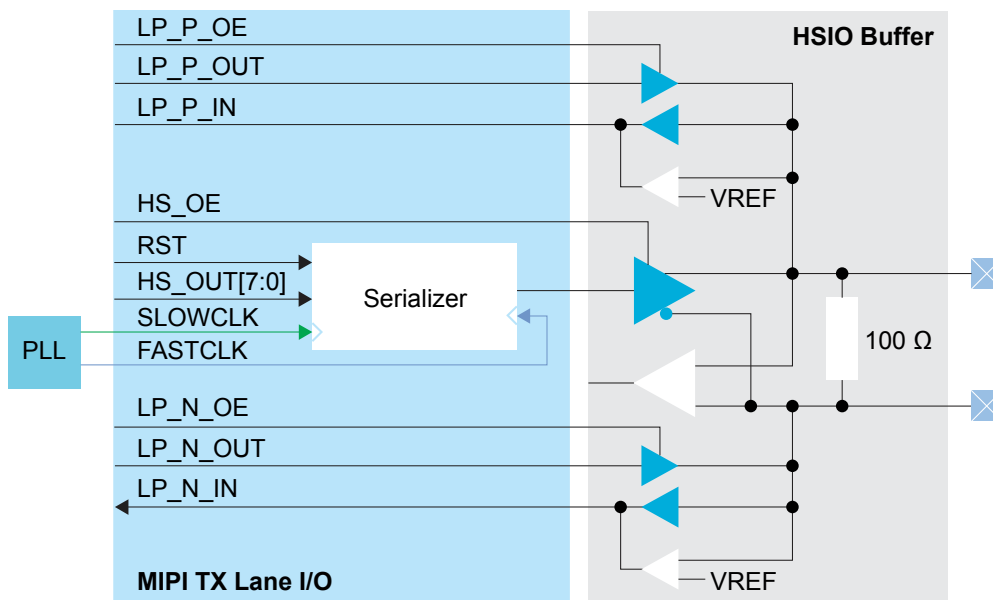 LP_P_OE
HSIO Buffer
LP_P_OUT
LP_P_IN
VREF
HS_OE
RST
HS_OUT[7:0]
Serializer
SLOWCLK
PLL
FASTCLK
100 Ω
LP_N_OE
LP_N_OUT
LP_N_IN
MIPI TX Lane I/O
VREF